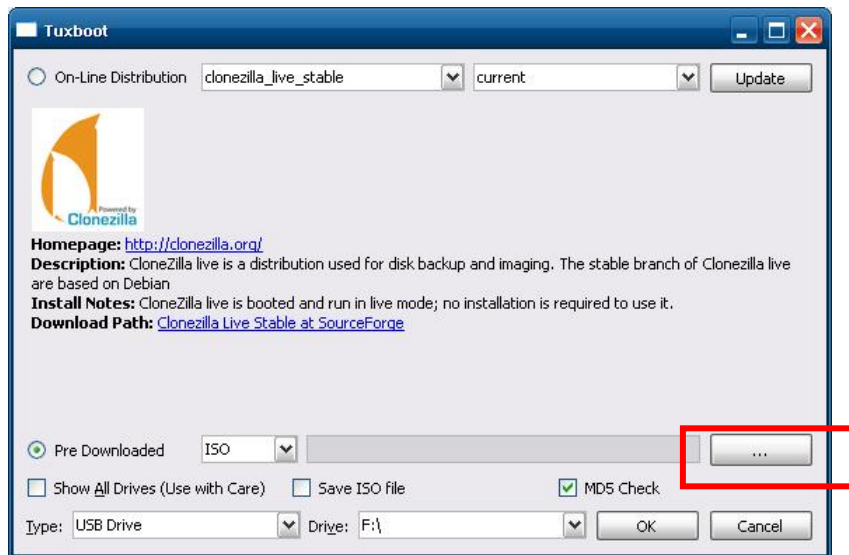 Tuxboot
On-Line Distribution clonezilla_live_stable current Update
Powered by
Clonezilla
Homepage: http://clonezilla.org/
Description: CloneZilla live is a distribution used for disk backup and imaging. The stable branch of Clonezilla live
are based on Debian
Install Notes: CloneZilla live is booted and run in live mode; no installation is required to use it.
Download Path: Clonezilla Live Stable at SourceForge
Pre Downloaded ISO ...
Show All Drives (Use with Care) Save ISO file MD5 Check
Type: USB Drive Drive: F:\ OK Cancel